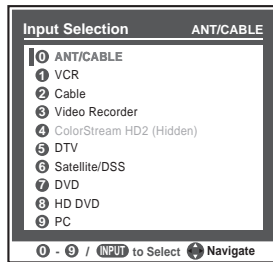 Input Selection ANT/CABLE
0 ANT/CABLE
1 VCR
2 Cable
3 Video Recorder
4 ColorStream HD2 (Hidden)
5 DTV
6 Satellite/DSS
7 DVD
8 HD DVD
9 PC
0 - 9 / INPUT to Select Navigate